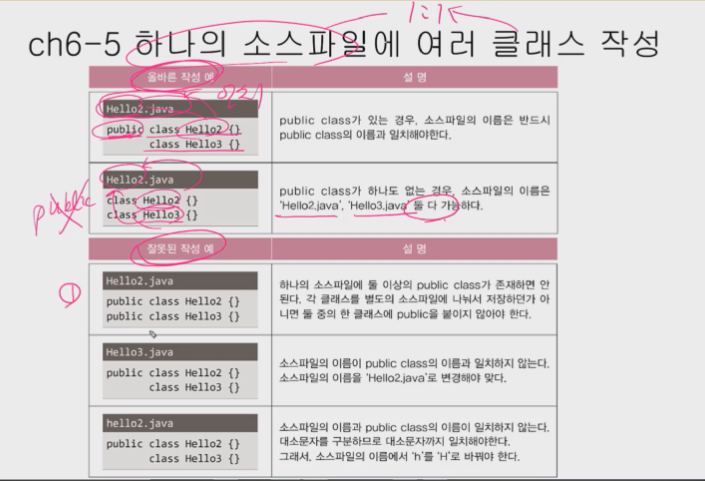 1:1
ch6-5 하나의 소스파일에 여러 클래스 작성
올바른 작성 예
설 명
Hello2.java
public class Hello2 {}
class Hello3 {}
public class가 있는 경우, 소스파일의 이름은 반드시
public class의 이름과 일치해야한다.
Hello2.java
class Hello2 {}
class Hello3 {}
public
public class가 하나도 없는 경우, 소스파일의 이름은
'Hello2.java', 'Hello3.java' 둘 다 가능하다.
잘못된 작성 예
설 명
①
Hello2.java
public class Hello2 {}
public class Hello3 {}
하나의 소스파일에 둘 이상의 public class가 존재하면 안
된다. 각 클래스를 별도의 소스파일에 나눠서 저장하던가 아
니면 둘 중의 한 클래스에 public을 붙이지 않아야 한다.
Hello3.java
public class Hello2 {}
class Hello3 {}
소스파일의 이름이 public class의 이름과 일치하지 않는다.
소스파일의 이름을 'Hello2.java'로 변경해야 맞다.
hello2.java
public class Hello2 {}
class Hello3 {}
소스파일의 이름과 public class의 이름이 일치하지 않는다.
대소문자를 구분하므로 대소문자까지 일치해야한다.
그래서, 소스파일의 이름에서 'h'를 'H'로 바꿔야 한다.